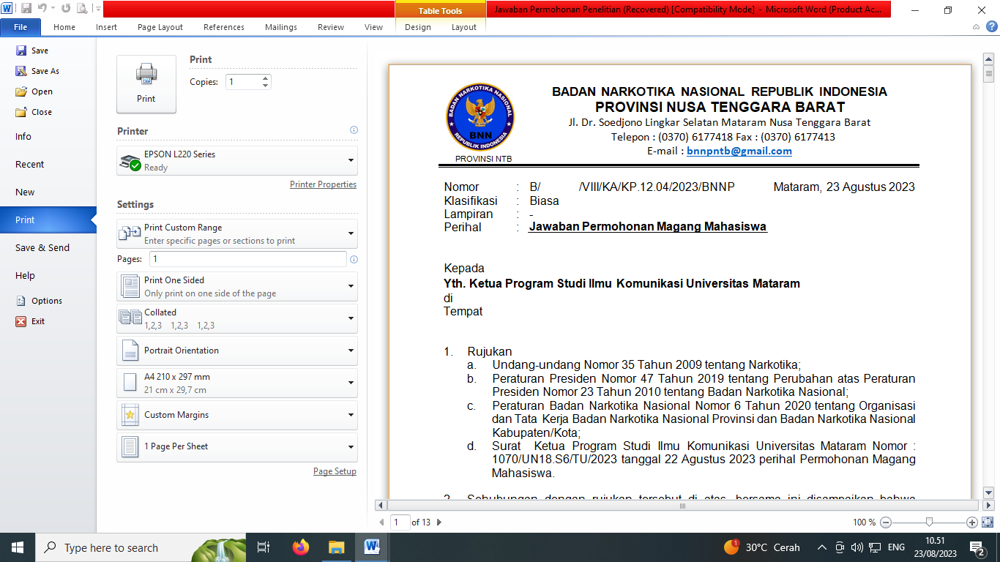 Table Tools
Jawaban Permohonan Penelitian (Recovered) [Compatibility Mode] - Microsoft Word (Product Ac...
File Home Insert Page Layout References Mailings Review View Design Layout
Save
Save As
Open
Close
Info
Recent
New
Print
Save & Send
Help
Options
Exit
Print
Print
Copies: 1
Printer
EPSON L220 Series
Ready
Printer Properties
Settings
Print Custom Range
Enter specific pages or sections to print
Pages: 1
Print One Sided
Only print on one side of the page
Collated
1,2,3 1,2,3 1,2,3
Portrait Orientation
A4 210 x 297 mm
21 cm x 29,7 cm
Custom Margins
1 Page Per Sheet
Page Setup
BADAN NARKOTIKA NASIONAL
BNN
REPUBLIK INDONESIA
PROVINSI NTB
BADAN NARKOTIKA NASIONAL REPUBLIK INDONESIA
PROVINSI NUSA TENGGARA BARAT
Jl. Dr. Soedjono Lingkar Selatan Mataram Nusa Tenggara Barat
Telepon : (0370) 6177418 Fax : (0370) 6177413
E-mail : bnnpntb@gmail.com
Nomor : B/ /VIII/KA/KP.12.04/2023/BNNP Mataram, 23 Agustus 2023
Klasifikasi : Biasa
Lampiran : -
Perihal : Jawaban Permohonan Magang Mahasiswa
Kepada
Yth. Ketua Program Studi Ilmu Komunikasi Universitas Mataram
di
Tempat
1. Rujukan
a. Undang-undang Nomor 35 Tahun 2009 tentang Narkotika;
b. Peraturan Presiden Nomor 47 Tahun 2019 tentang Perubahan atas Peraturan
Presiden Nomor 23 Tahun 2010 tentang Badan Narkotika Nasional;
c. Peraturan Badan Narkotika Nasional Nomor 6 Tahun 2020 tentang Organisasi
dan Tata Kerja Badan Narkotika Nasional Provinsi dan Badan Narkotika Nasional
Kabupaten/Kota;
d. Surat Ketua Program Studi Ilmu Komunikasi Universitas Mataram Nomor :
1070/UN18.S6/TU/2023 tanggal 22 Agustus 2023 perihal Permohonan Magang
Mahasiswa.
2. Sehubungan dengan rujukan tersebut di atas, bersama ini disampaikan bahwa
1 of 13
100 %
Type here to search
1
30°C Cerah
ENG
10.51
23/08/2023
2